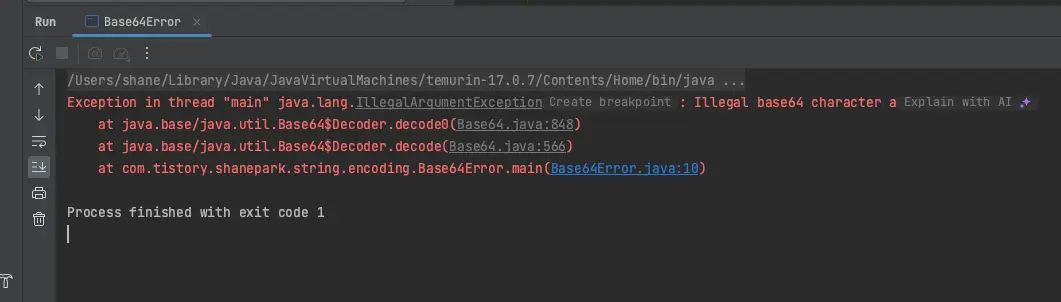 Run Base64Error
/Users/shane/Library/Java/JavaVirtualMachines/temurin-17.0.7/Contents/Home/bin/java ...
Exception in thread "main" java.lang.IllegalArgumentException Create breakpoint : Illegal base64 character a Explain with AI
at java.base/java.util.Base64$Decoder.decode0(Base64.java:848)
at java.base/java.util.Base64$Decoder.decode(Base64.java:566)
at com.tistory.shanepark.string.encoding.Base64Error.main(Base64Error.java:10)
Process finished with exit code 1